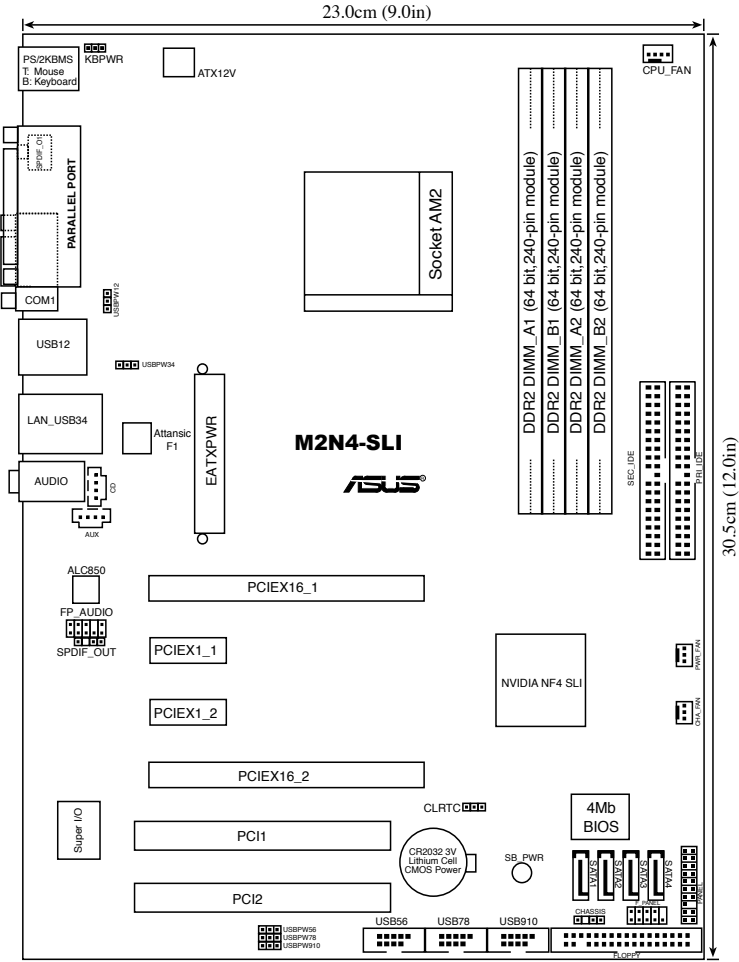 23.0cm (9.0in)
PS/2KBMS
T: Mouse
B: Keyboard
KBPWR
ATX12V
CPU_FAN
SPDIF_O1
PARALLEL PORT
Socket AM2
DDR2 DIMM_A1 (64 bit,240-pin module)
DDR2 DIMM_B1 (64 bit,240-pin module)
DDR2 DIMM_A2 (64 bit,240-pin module)
DDR2 DIMM_B2 (64 bit,240-pin module)
COM1
USBPW12
USB12
USBPW34
LAN_USB34
Attansic
F1
EATXPWR
M2N4-SLI
ASUS®
SEC_IDE
PRI_IDE
30.5cm (12.0in)
AUDIO
CD
AUX
ALC850
FP_AUDIO
SPDIF_OUT
PCIEX16_1
PCIEX1_1
NVIDIA NF4 SLI
PWR_FAN
PCIEX1_2
CHA_FAN
PCIEX16_2
Super I/O
CLRTC
4Mb
BIOS
PCI1
CR2032 3V
Lithium Cell
CMOS Power
SB_PWR
SATA1
SATA2
SATA3
SATA4
PANEL
PCI2
CHASSIS
F_PANEL
USBPW56
USBPW78
USBPW910
USB56
USB78
USB910
FLOPPY